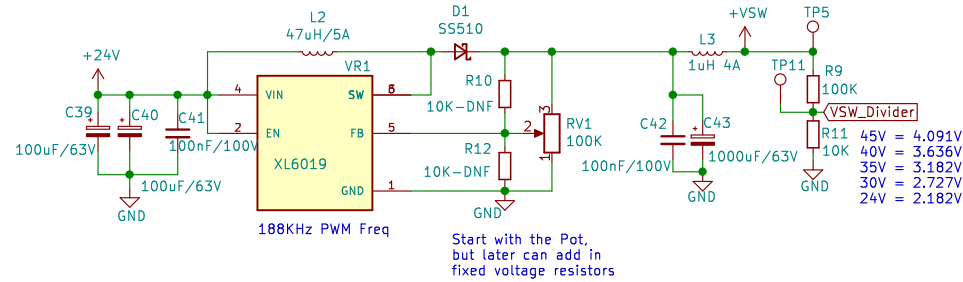 +24V
C39
100uF/63V
C40
100uF/63V
C41
100nF/100V
GND
L2
47uH/5A
VR1
4
VIN
2
EN
XL6019
SW
FB
5
GND
1
188KHz PWM Freq
D1
SS510
R10
10K-DNF
R12
10K-DNF
GND
3
2
1
RV1
100K
Start with the Pot,
but later can add in
fixed voltage resistors
C42
100nF/100V
C43
1000uF/63V
GND
L3
1uH 4A
+VSW
TP5
TP11
R9
100K
VSW_Divider
R11
10K
GND
45V = 4.091V
40V = 3.636V
35V = 3.182V
30V = 2.727V
24V = 2.182V